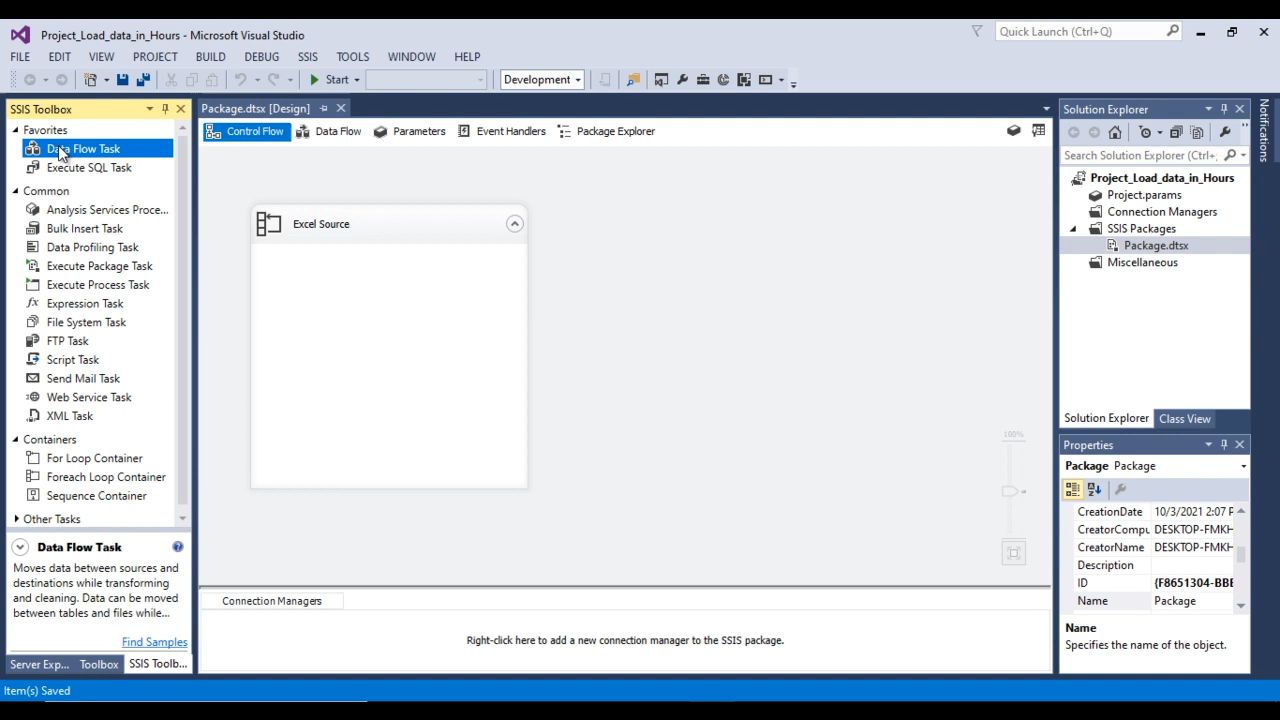 Project_Load_data_in_Hours - Microsoft Visual Studio
Quick Launch (Ctrl+Q)
FILE EDIT VIEW PROJECT BUILD DEBUG SSIS TOOLS WINDOW HELP
Start
Development
SSIS Toolbox
Favorites
Data Flow Task
Execute SQL Task
Common
Analysis Services Proce...
Bulk Insert Task
Data Profiling Task
Execute Package Task
Execute Process Task
Expression Task
File System Task
FTP Task
Script Task
Send Mail Task
Web Service Task
XML Task
Containers
For Loop Container
Foreach Loop Container
Sequence Container
Other Tasks
Data Flow Task
Moves data between sources and
destinations while transforming
and cleaning. Data can be moved
between tables and files while...
Find Samples
Server Exp... Toolbox SSIS Toolb...
Item(s) Saved
Package.dtsx [Design]
Control Flow Data Flow Parameters Event Handlers Package Explorer
Excel Source
100%
Connection Managers
Right-click here to add a new connection manager to the SSIS package.
Solution Explorer
Search Solution Explorer (Ctrl+;
Project_Load_data_in_Hours
Project.params
Connection Managers
SSIS Packages
Package.dtsx
Miscellaneous
Solution Explorer Class View
Properties
Package Package
CreationDate 10/3/2021 2:07 P
CreatorCompu DESKTOP-FMKH
CreatorName DESKTOP-FMKH
Description
ID {F8651304-BBE
Name Package
Name
Specifies the name of the object.
Notifications